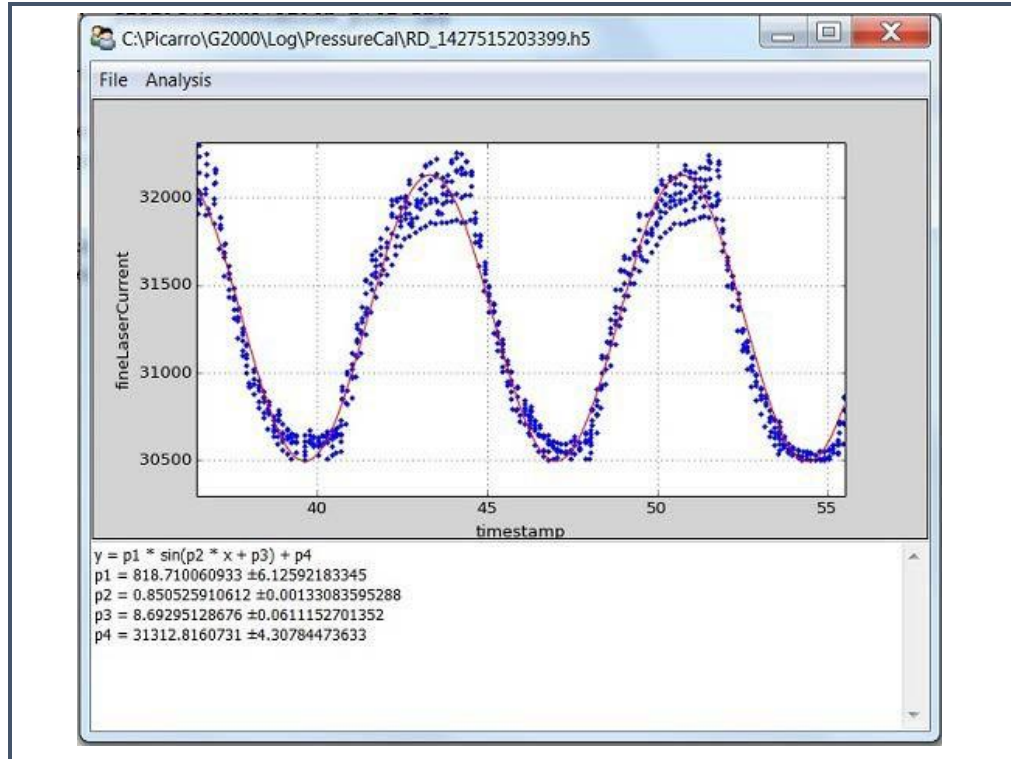 C:\Picarro\G2000\Log\PressureCal\RD_1427515203399.h5
File Analysis
fineLaserCurrent
32000
31500
31000
30500
40 45 50 55
timestamp
y = p1 * sin(p2 * x + p3) + p4
p1 = 818.710060933 ±6.12592183345
p2 = 0.850525910612 ±0.00133083595288
p3 = 8.69295128676 ±0.0611152701352
p4 = 31312.8160731 ±4.30784473633